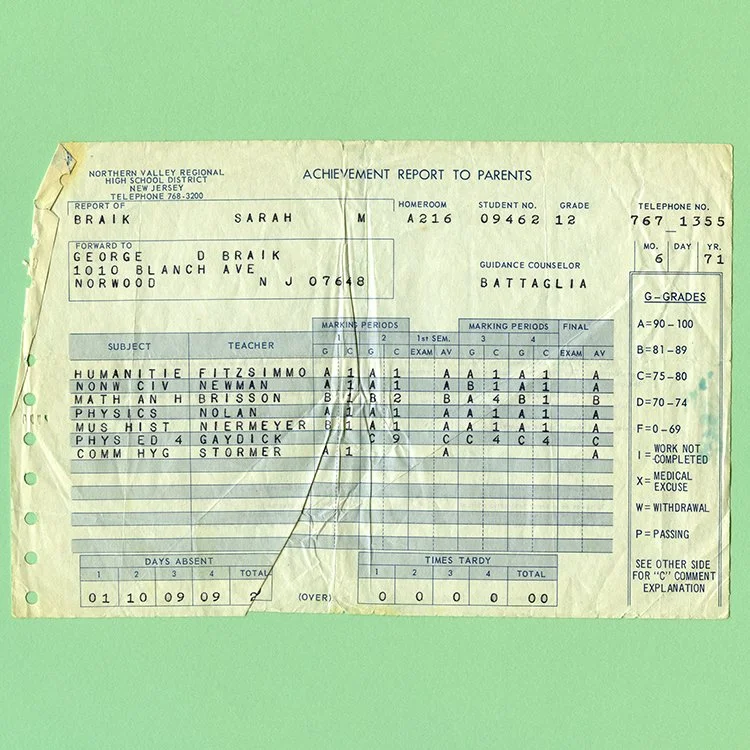 NORTHERN VALLEY REGIONAL
HIGH SCHOOL DISTRICT
NEW JERSEY
TELEPHONE 768-3200
ACHIEVEMENT REPORT TO PARENTS
REPORT OF
BRAIK SARAH M
HOMEROOM STUDENT NO. GRADE
A216 09462 12
TELEPHONE NO.
767 1355
FORWARD TO
GEORGE D BRAIK
1010 BLANCH AVE
NORWOOD N J 07648
GUIDANCE COUNSELOR
BATTAGLIA
MO. DAY YR.
6 71
SUBJECT TEACHER MARKING PERIODS 1st SEM. MARKING PERIODS FINAL
1 2 3 4
G C G C EXAM AV G C G C EXAM AV
HUMANITIE FITZSIMMO A 1 A 1 A A 1 A 1 A
NONW CIV NEWMAN A 1 A 1 A B 1 A 1 A
MATH AN H BRISSON B 1 B 2 B A 4 B 1 B
PHYSICS NOLAN A 1 A 1 A A 1 A 1 A
MUS HIST NIERMEYER B 1 A 1 A A 1 A 1 A
PHYS ED 4 GAYDICK C 9 C C 4 C 4 C
COMM HYG STORMER A 1 A A
DAYS ABSENT
1 2 3 4 TOTAL
01 10 09 09
(OVER)
TIMES TARDY
1 2 3 4 TOTAL
0 0 0 0 00
G-GRADES
A=90-100
B=81-89
C=75-80
D=70-74
F=0-69
I=WORK NOT COMPLETED
X=MEDICAL EXCUSE
W=WITHDRAWAL
P=PASSING
SEE OTHER SIDE
FOR "C" COMMENT
EXPLANATION